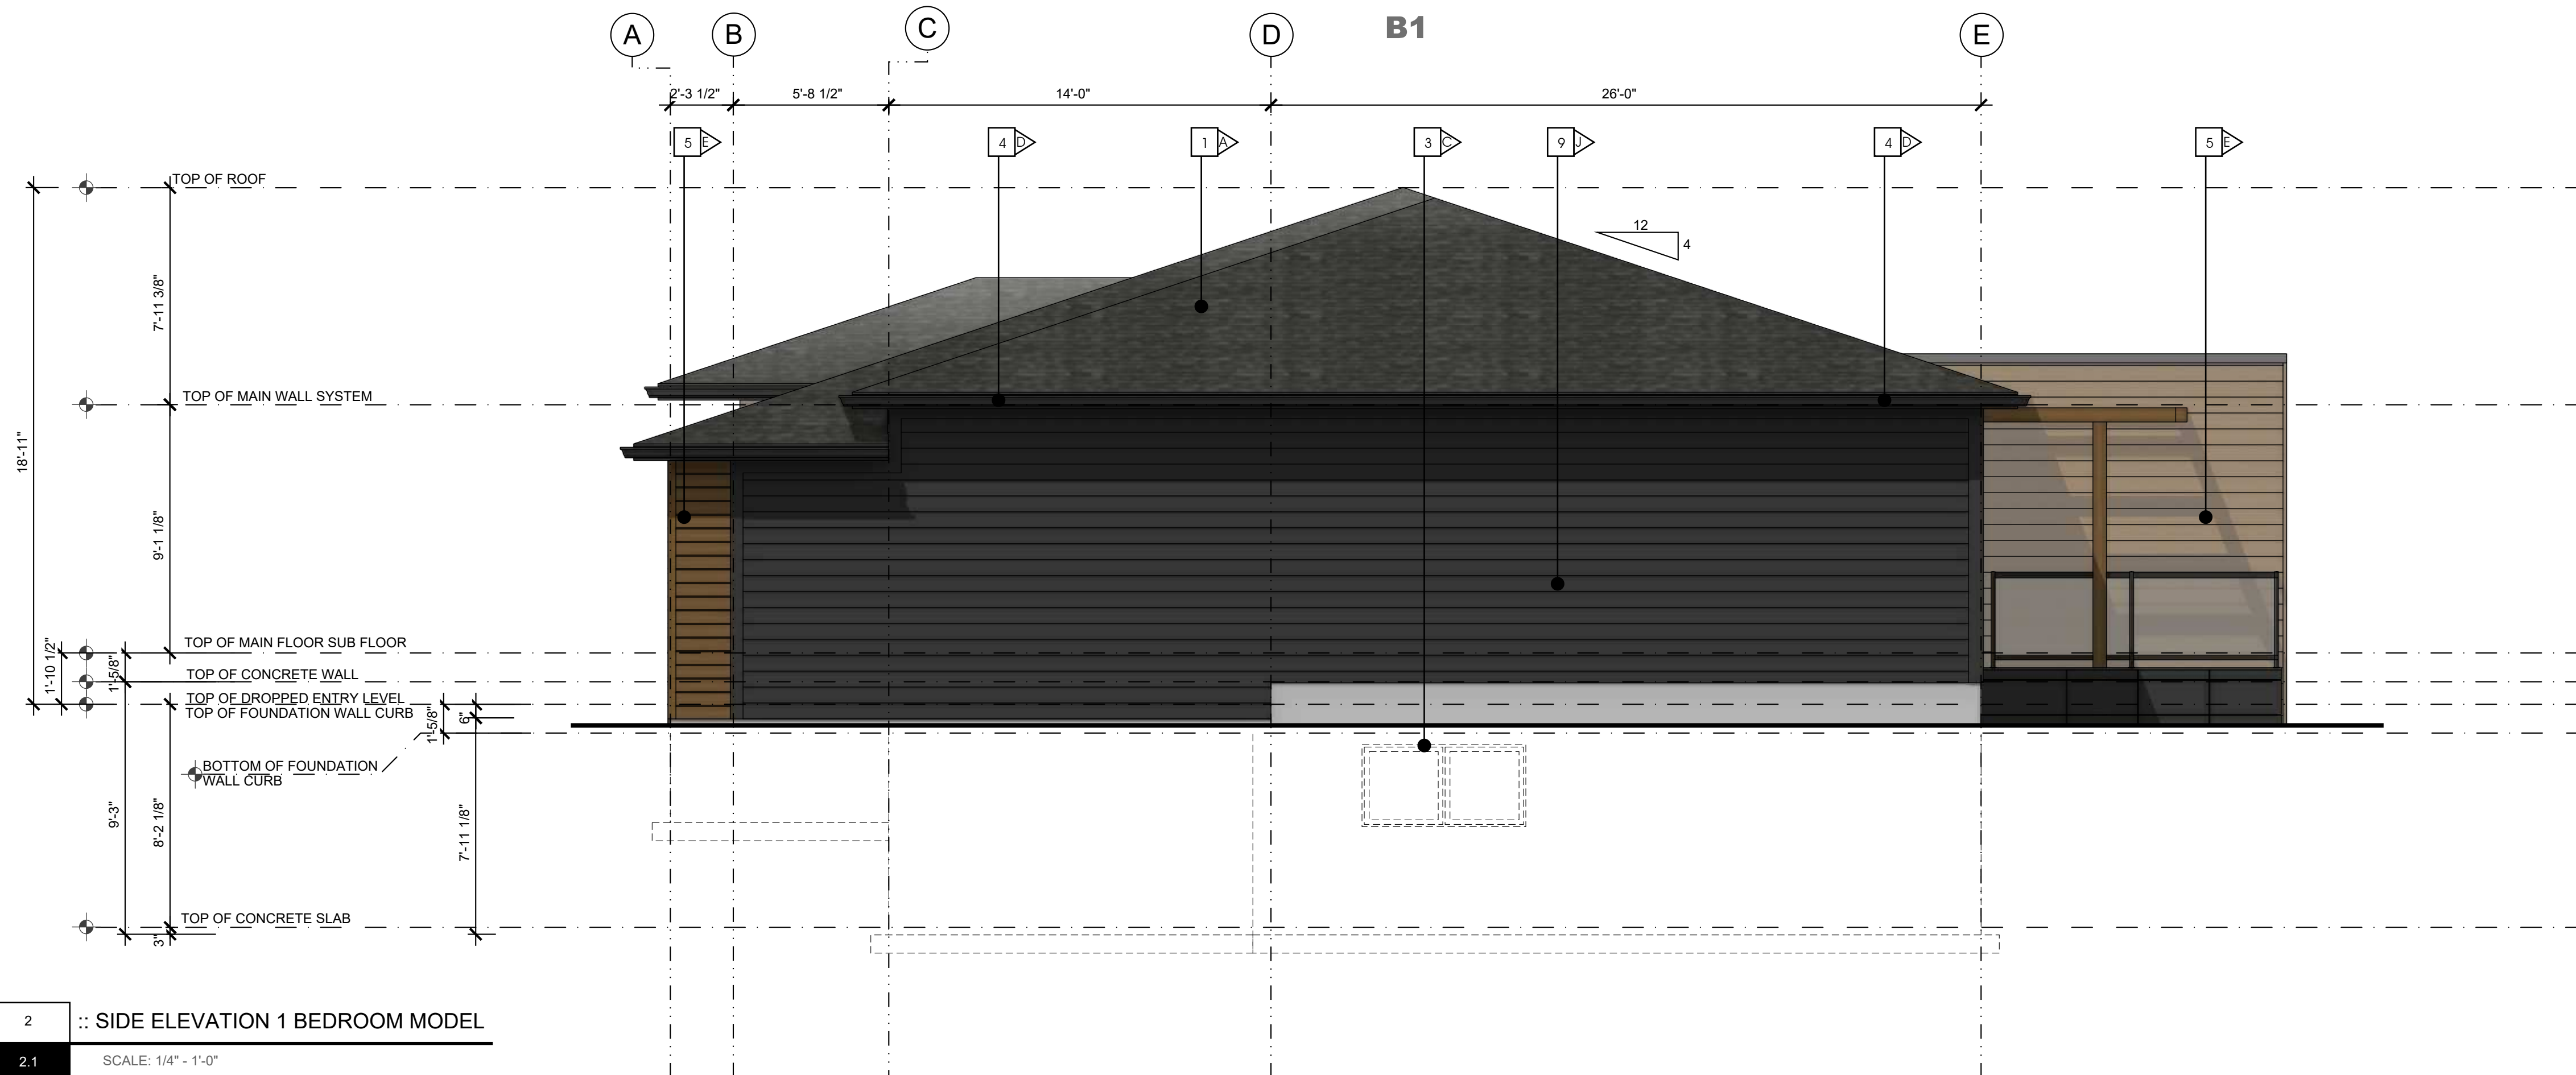 A
B
C
D
B1
E
2'-3 1/2"
5'-8 1/2"
14'-0"
26'-0"
5 E
4 D
1 A
3 C
9 J
4 D
5 E
TOP OF ROOF
12
4
7'-11 3/8"
TOP OF MAIN WALL SYSTEM
18'-11"
9'-1 1/8"
TOP OF MAIN FLOOR SUB FLOOR
1'-10 1/2"
1'-5/8"
TOP OF CONCRETE WALL
TOP OF DROPPED ENTRY LEVEL
TOP OF FOUNDATION WALL CURB
1'-5/8"
6"
BOTTOM OF FOUNDATION
WALL CURB
9'-3"
8'-2 1/8"
7'-11 1/8"
TOP OF CONCRETE SLAB
3"
2
:: SIDE ELEVATION 1 BEDROOM MODEL
2.1
SCALE: 1/4" - 1'-0"